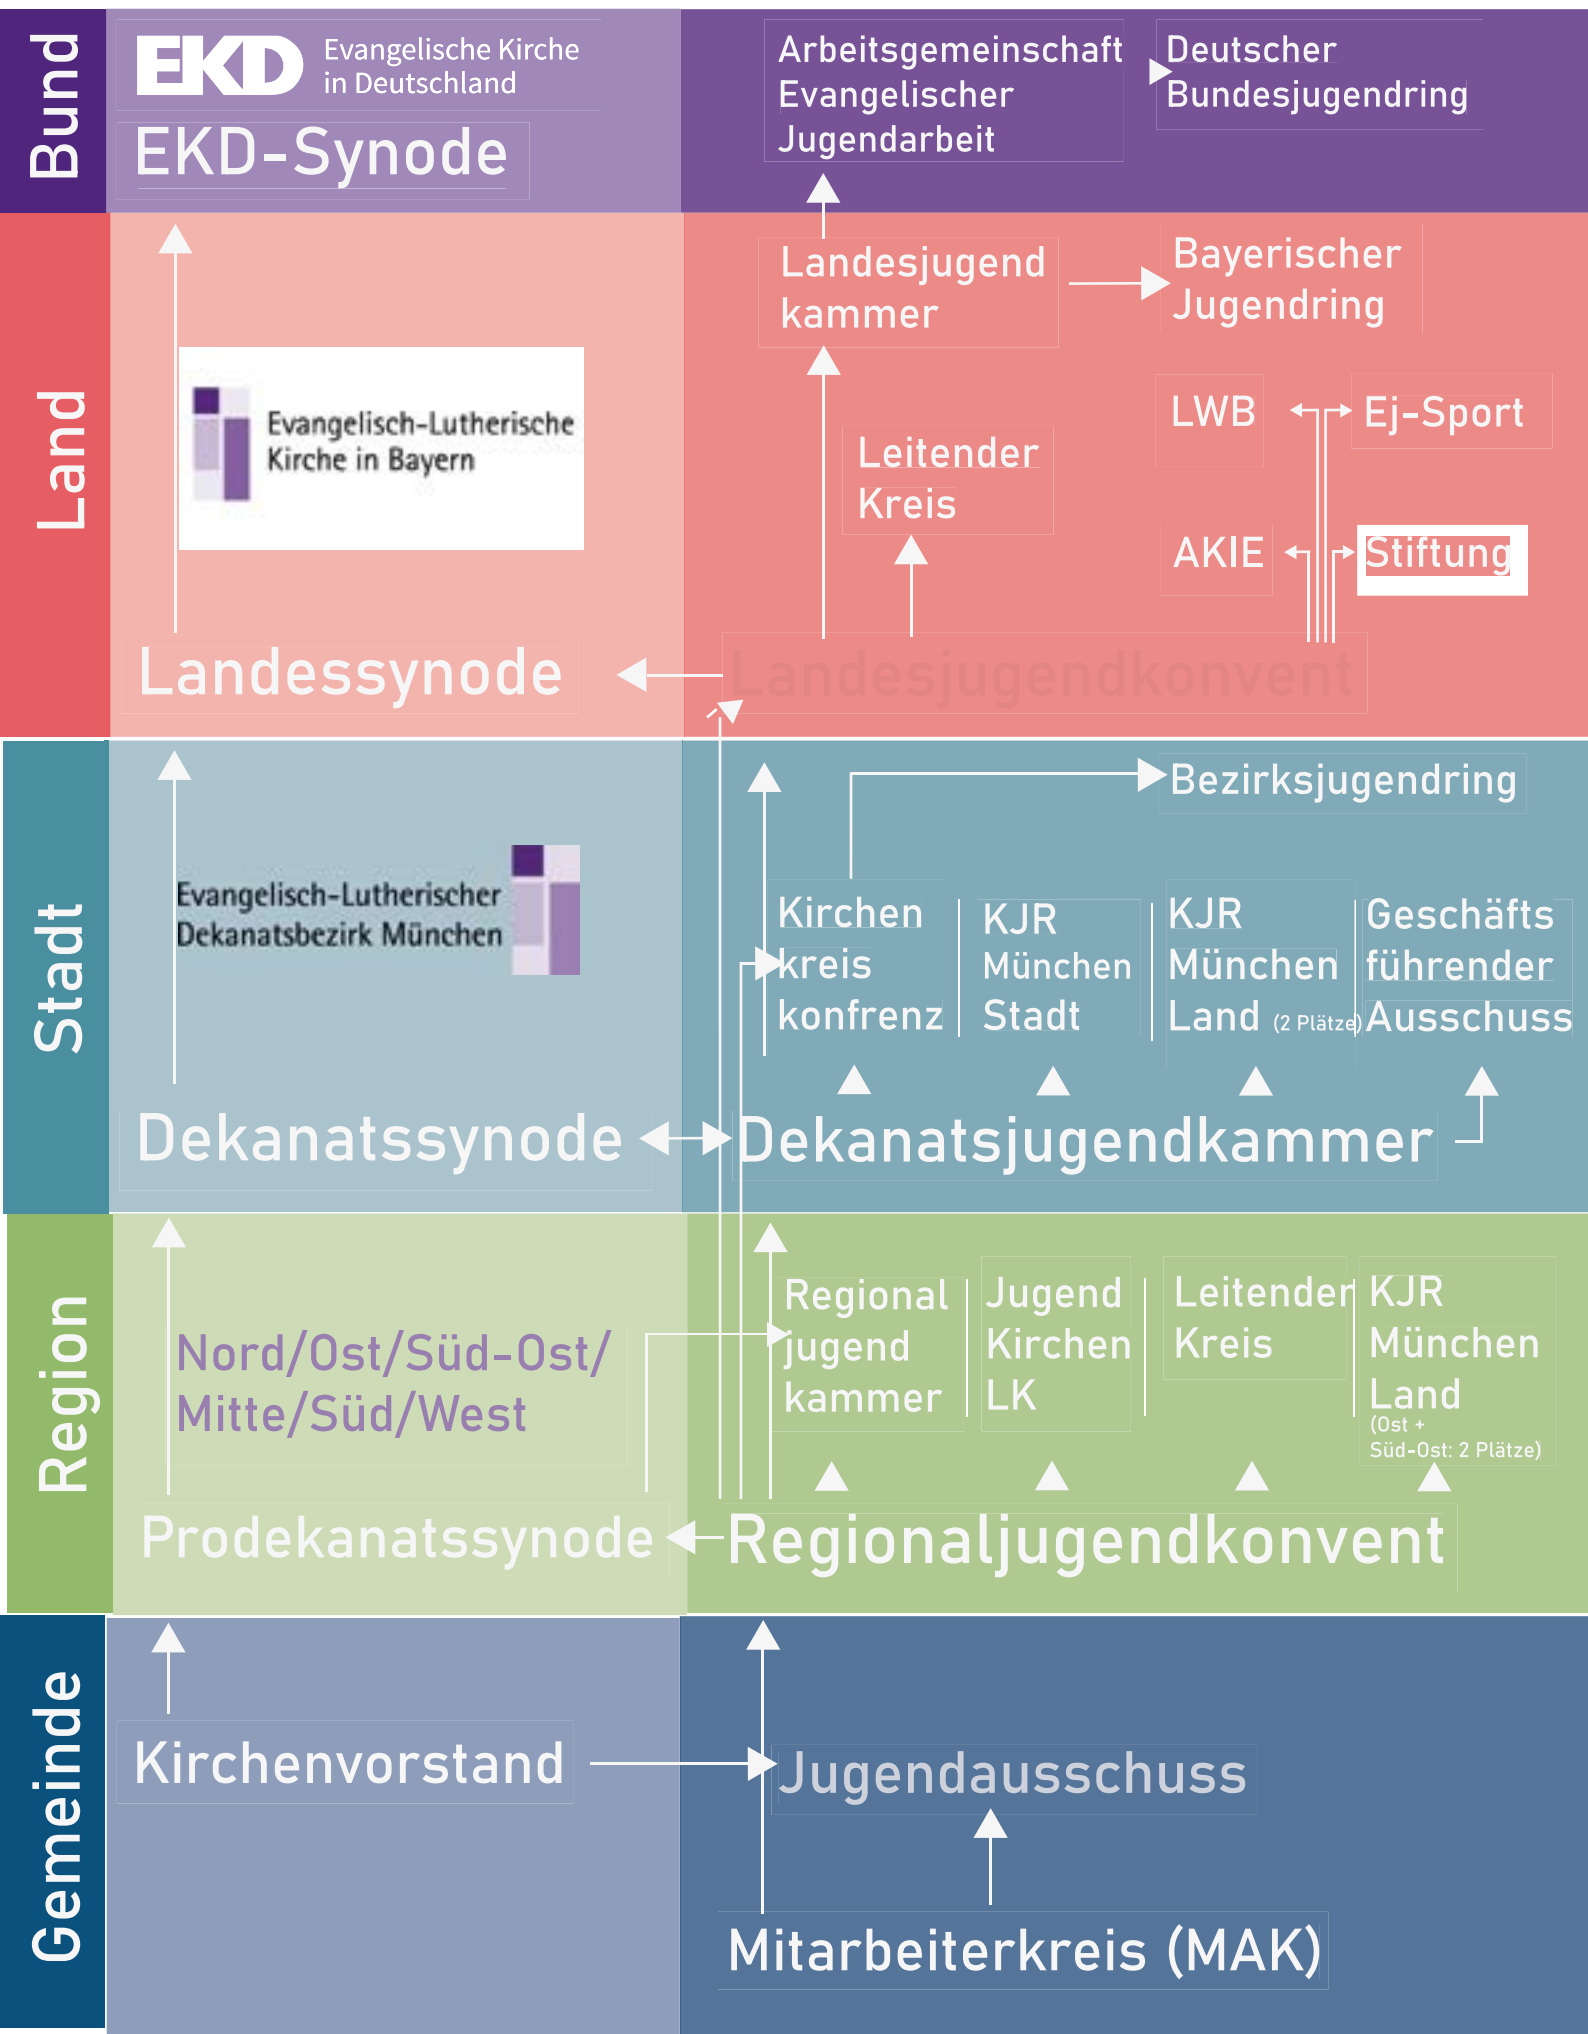 Bund
EKD Evangelische Kirche
in Deutschland
EKD-Synode
Arbeitsgemeinschaft
Evangelischer
Jugendarbeit
Deutscher
Bundesjugendring
Land
Evangelisch-Lutherische
Kirche in Bayern
Landessynode
Landesjugend
kammer
Bayerischer
Jugendring
Leitender
Kreis
LWB
Ej-Sport
AKIE
Stiftung
Landesjugendkonvent
Stadt
Evangelisch-Lutherischer
Dekanatsbezirk München
Dekanatssynode
Bezirksjugendring
Kirchen
kreis
konfrenz
KJR
München
Stadt
KJR
München
Land (2 Plätze)
Geschäfts
führender
Ausschuss
Dekanatsjugendkammer
Region
Nord/Ost/Süd-Ost/
Mitte/Süd/West
Prodekanatssynode
Regional
jugend
kammer
Jugend
Kirchen
LK
Leitender
Kreis
KJR
München
Land
(Ost +
Süd-Ost: 2 Plätze)
Regionaljugendkonvent
Gemeinde
Kirchenvorstand
Jugendausschuss
Mitarbeiterkreis (MAK)